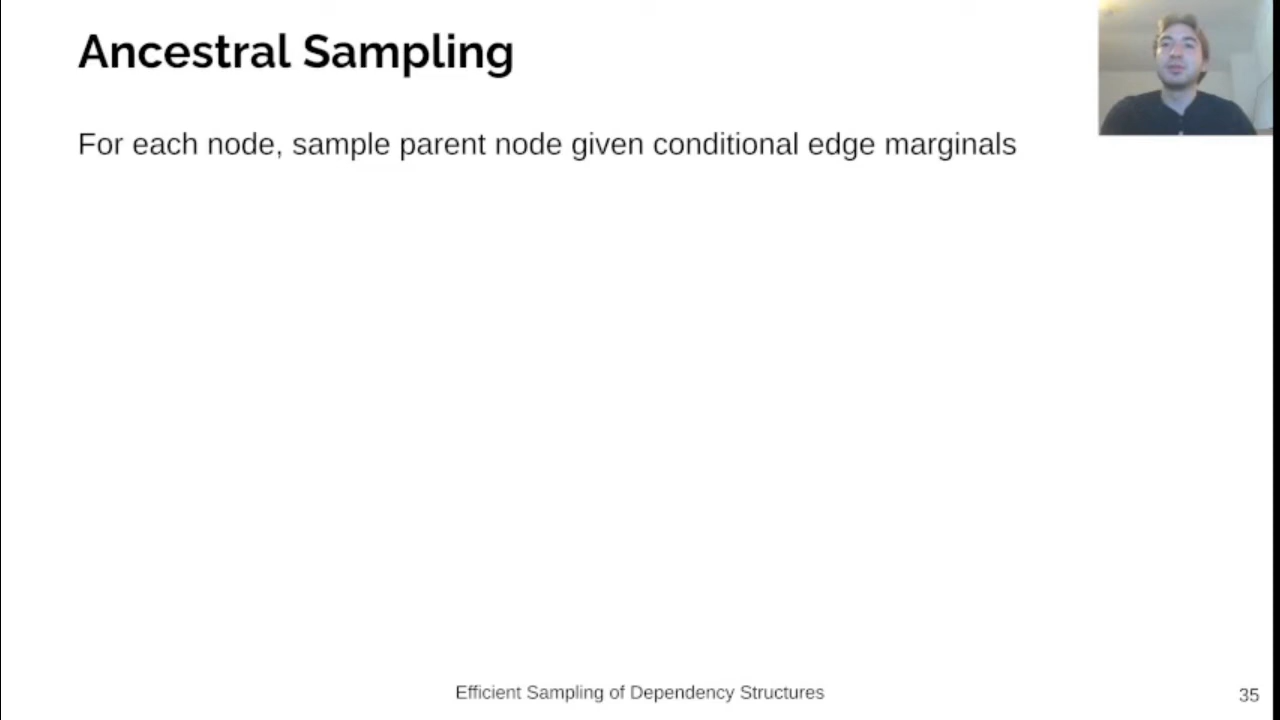 Ancestral Sampling
For each node, sample parent node given conditional edge marginals
Efficient Sampling of Dependency Structures
35